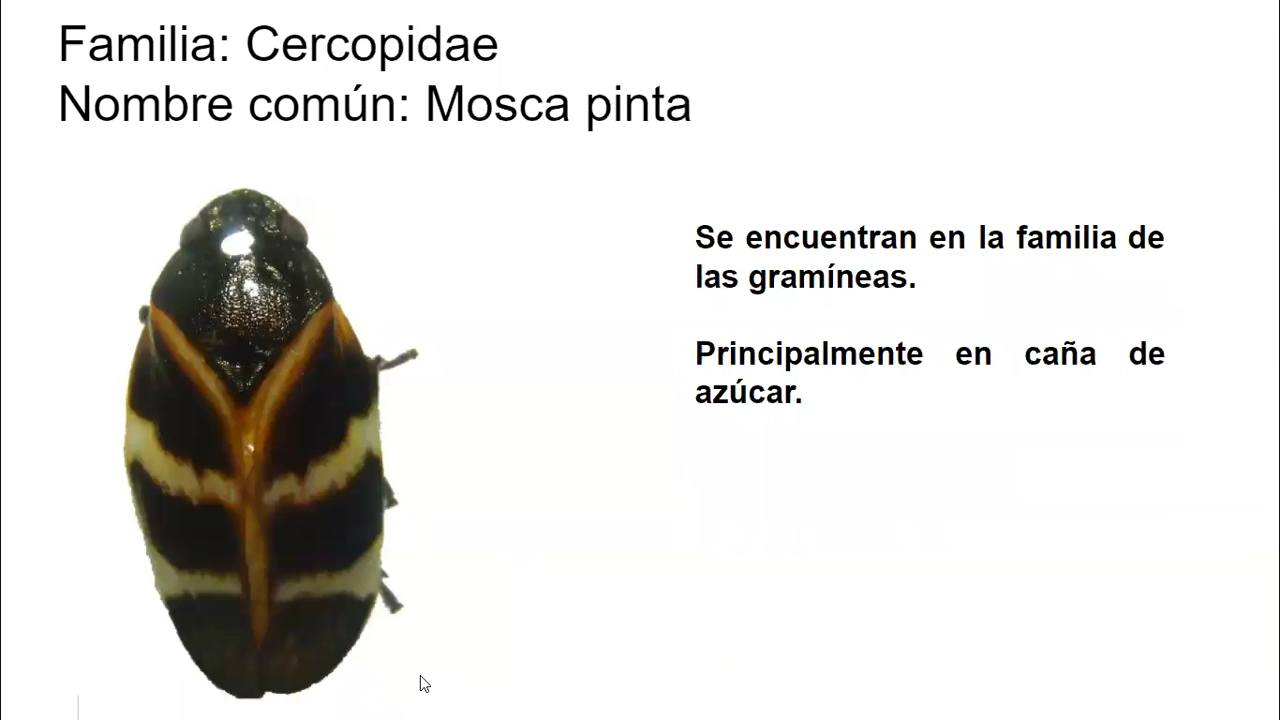 Familia: Cercopidae
Nombre común: Mosca pinta
Se encuentran en la familia de
las gramíneas.
Principalmente en caña de
azúcar.